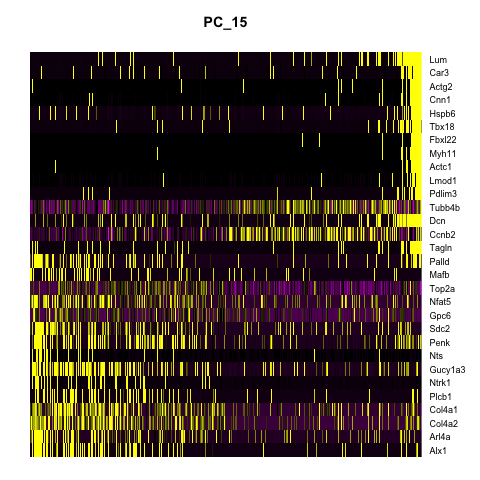 PC_15
Lum
Car3
Actg2
Cnn1
Hspb6
Tbx18
Fbxl22
Myh11
Actc1
Lmod1
Pdlim3
Tubb4b
Dcn
Ccnb2
Tagln
Palld
Mafb
Top2a
Nfat5
Gpc6
Sdc2
Penk
Nts
Gucy1a3
Ntrk1
Plcb1
Col4a1
Col4a2
Arl4a
Alx1